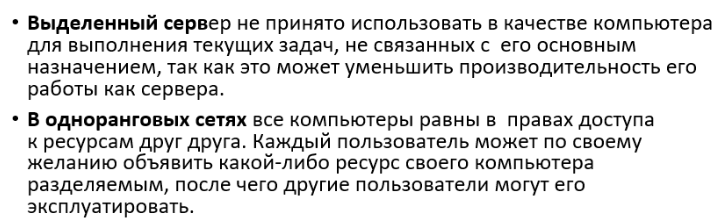 • Выделенный сервер не принято использовать в качестве компьютера
для выполнения текущих задач, не связанных с его основным
назначением, так как это может уменьшить производительность его
работы как сервера.
• В одноранговых сетях все компьютеры равны в правах доступа
к ресурсам друг друга. Каждый пользователь может по своему
желанию объявить какой-либо ресурс своего компьютера
разделяемым, после чего другие пользователи могут его
эксплуатировать.